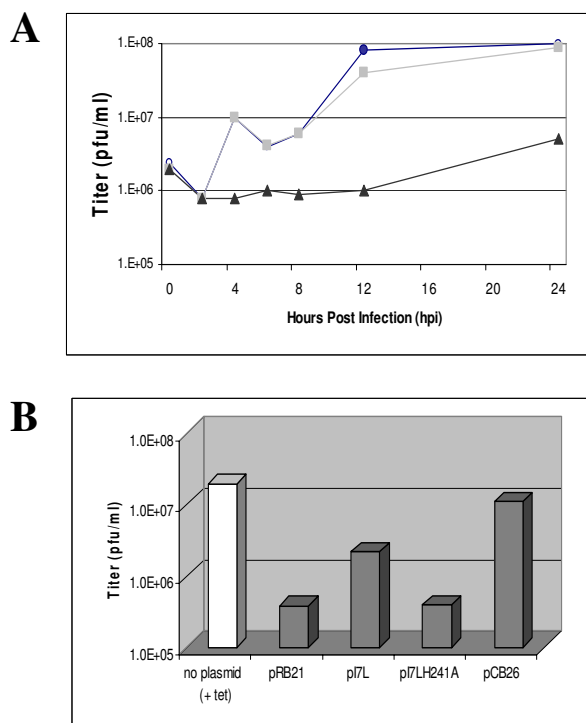 A
1.E+08
1.E+07
1.E+06
1.E+05
Titer (pfu/ml)
0 4 8 12 16 20 24
Hours Post Infection (hpi)
B
1.0E+08
1.0E+07
1.0E+06
1.0E+05
Titer (pfu/ml)
no plasmid (+ tet)
pRB21
pI7L
pI7LH241A
pCB26